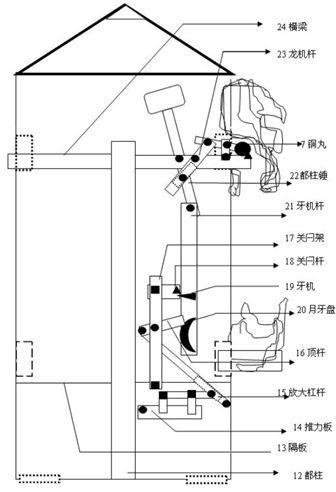 24 横梁
23 龙机杆
7 铜丸
22 都柱锤
21 牙机杆
17 关闩架
18 关闩杆
19 牙机
20 月牙盘
16 顶杆
15 放大杠杆
14 推力板
13 隔板
12 都柱